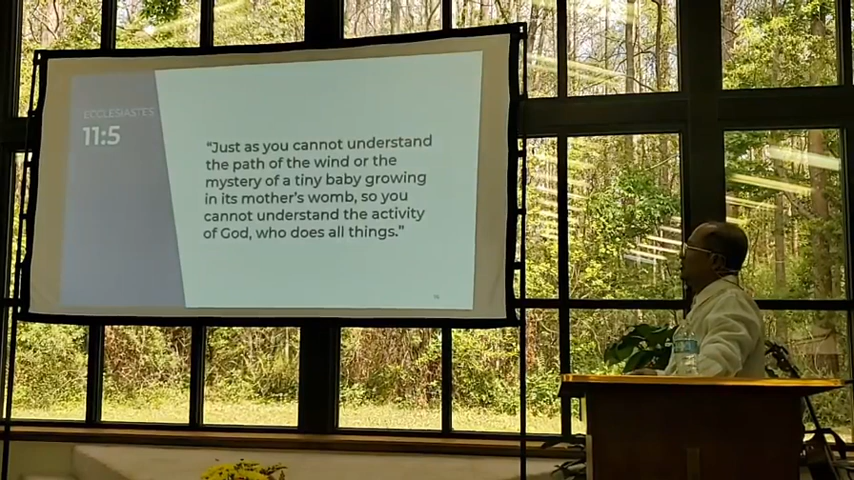 ECCLESIASTES
11:5
"Just as you cannot understand
the path of the wind or the
mystery of a tiny baby growing
in its mother's womb, so you
cannot understand the activity
of God, who does all things."